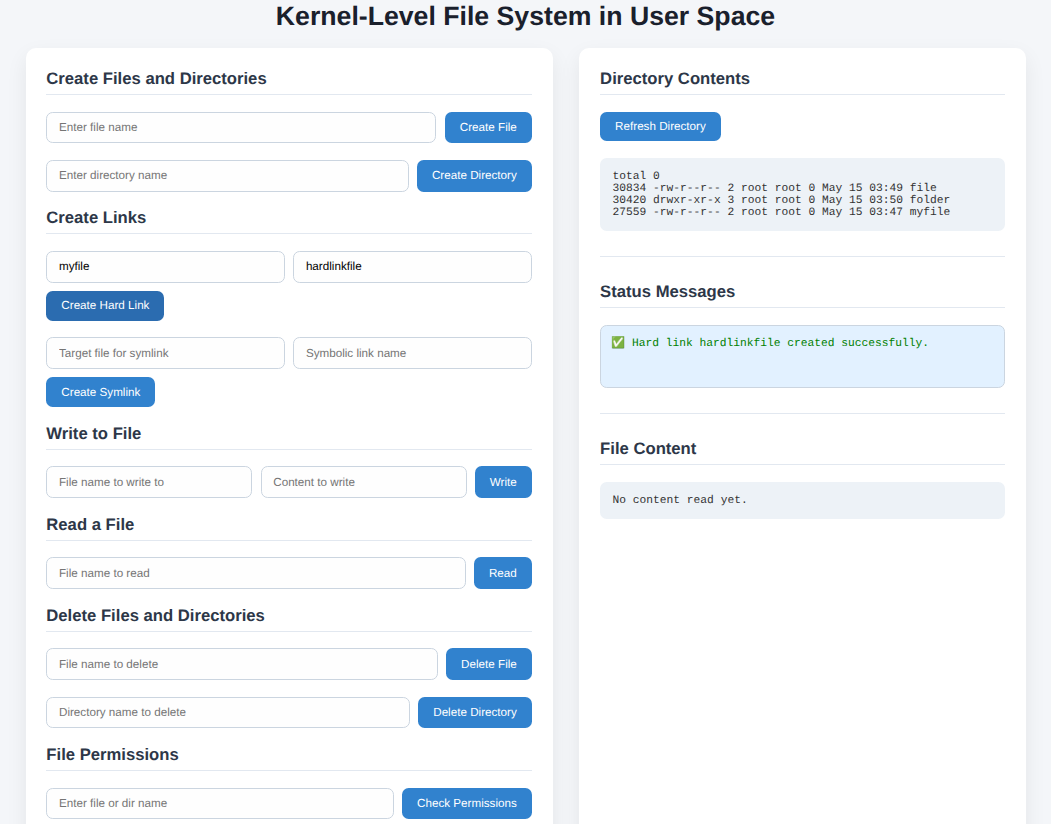 Kernel-Level File System in User Space
Create Files and Directories
Enter file name
Create File
Enter directory name
Create Directory
Create Links
myfile
hardlinkfile
Create Hard Link
Target file for symlink
Symbolic link name
Create Symlink
Write to File
File name to write to
Content to write
Write
Read a File
File name to read
Read
Delete Files and Directories
File name to delete
Delete File
Directory name to delete
Delete Directory
File Permissions
Enter file or dir name
Check Permissions
Directory Contents
Refresh Directory
total 0
30834 -rw-r--r-- 2 root root 0 May 15 03:49 file
30420 drwxr-xr-x 3 root root 0 May 15 03:50 folder
27559 -rw-r--r-- 2 root root 0 May 15 03:47 myfile
Status Messages
✅ Hard link hardlinkfile created successfully.
File Content
No content read yet.